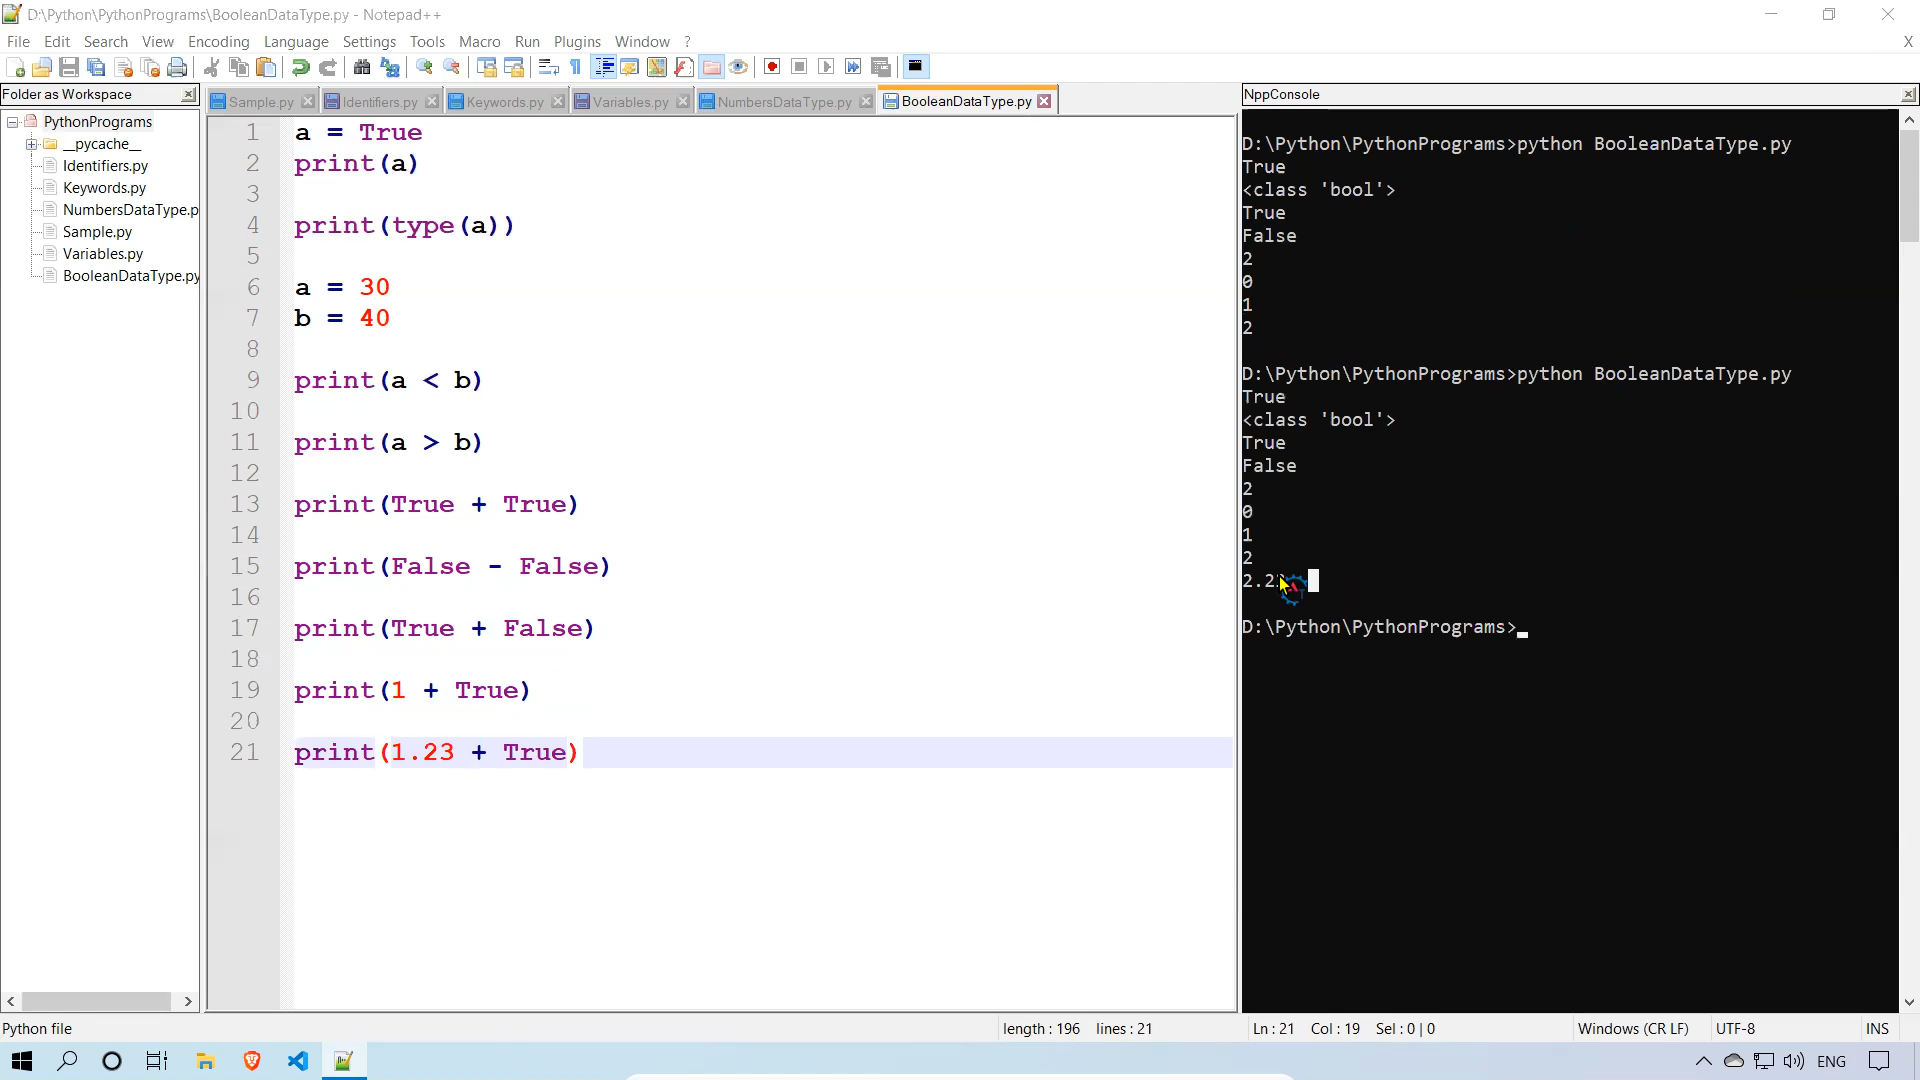 D:\Python\PythonPrograms\BooleanDataType.py - Notepad++
File Edit Search View Encoding Language Settings Tools Macro Run Plugins Window ? X
Folder as Workspace
PythonPrograms
__pycache__
Identifiers.py
Keywords.py
NumbersDataType.p
Sample.py
Variables.py
BooleanDataType.py
Sample.py Identifiers.py Keywords.py Variables.py NumbersDataType.py BooleanDataType.py
1 a = True
2 print(a)
3
4 print(type(a))
5
6 a = 30
7 b = 40
8
9 print(a < b)
10
11 print(a > b)
12
13 print(True + True)
14
15 print(False - False)
16
17 print(True + False)
18
19 print(1 + True)
20
21 print(1.23 + True)
NppConsole
D:\Python\PythonPrograms>python BooleanDataType.py
True
<class 'bool'>
True
False
2
0
1
2
D:\Python\PythonPrograms>python BooleanDataType.py
True
<class 'bool'>
True
False
2
0
1
2
D:\Python\PythonPrograms>
Python file length : 196 lines : 21 Ln : 21 Col : 19 Sel : 0 | 0 Windows (CR LF) UTF-8 INS
ENG